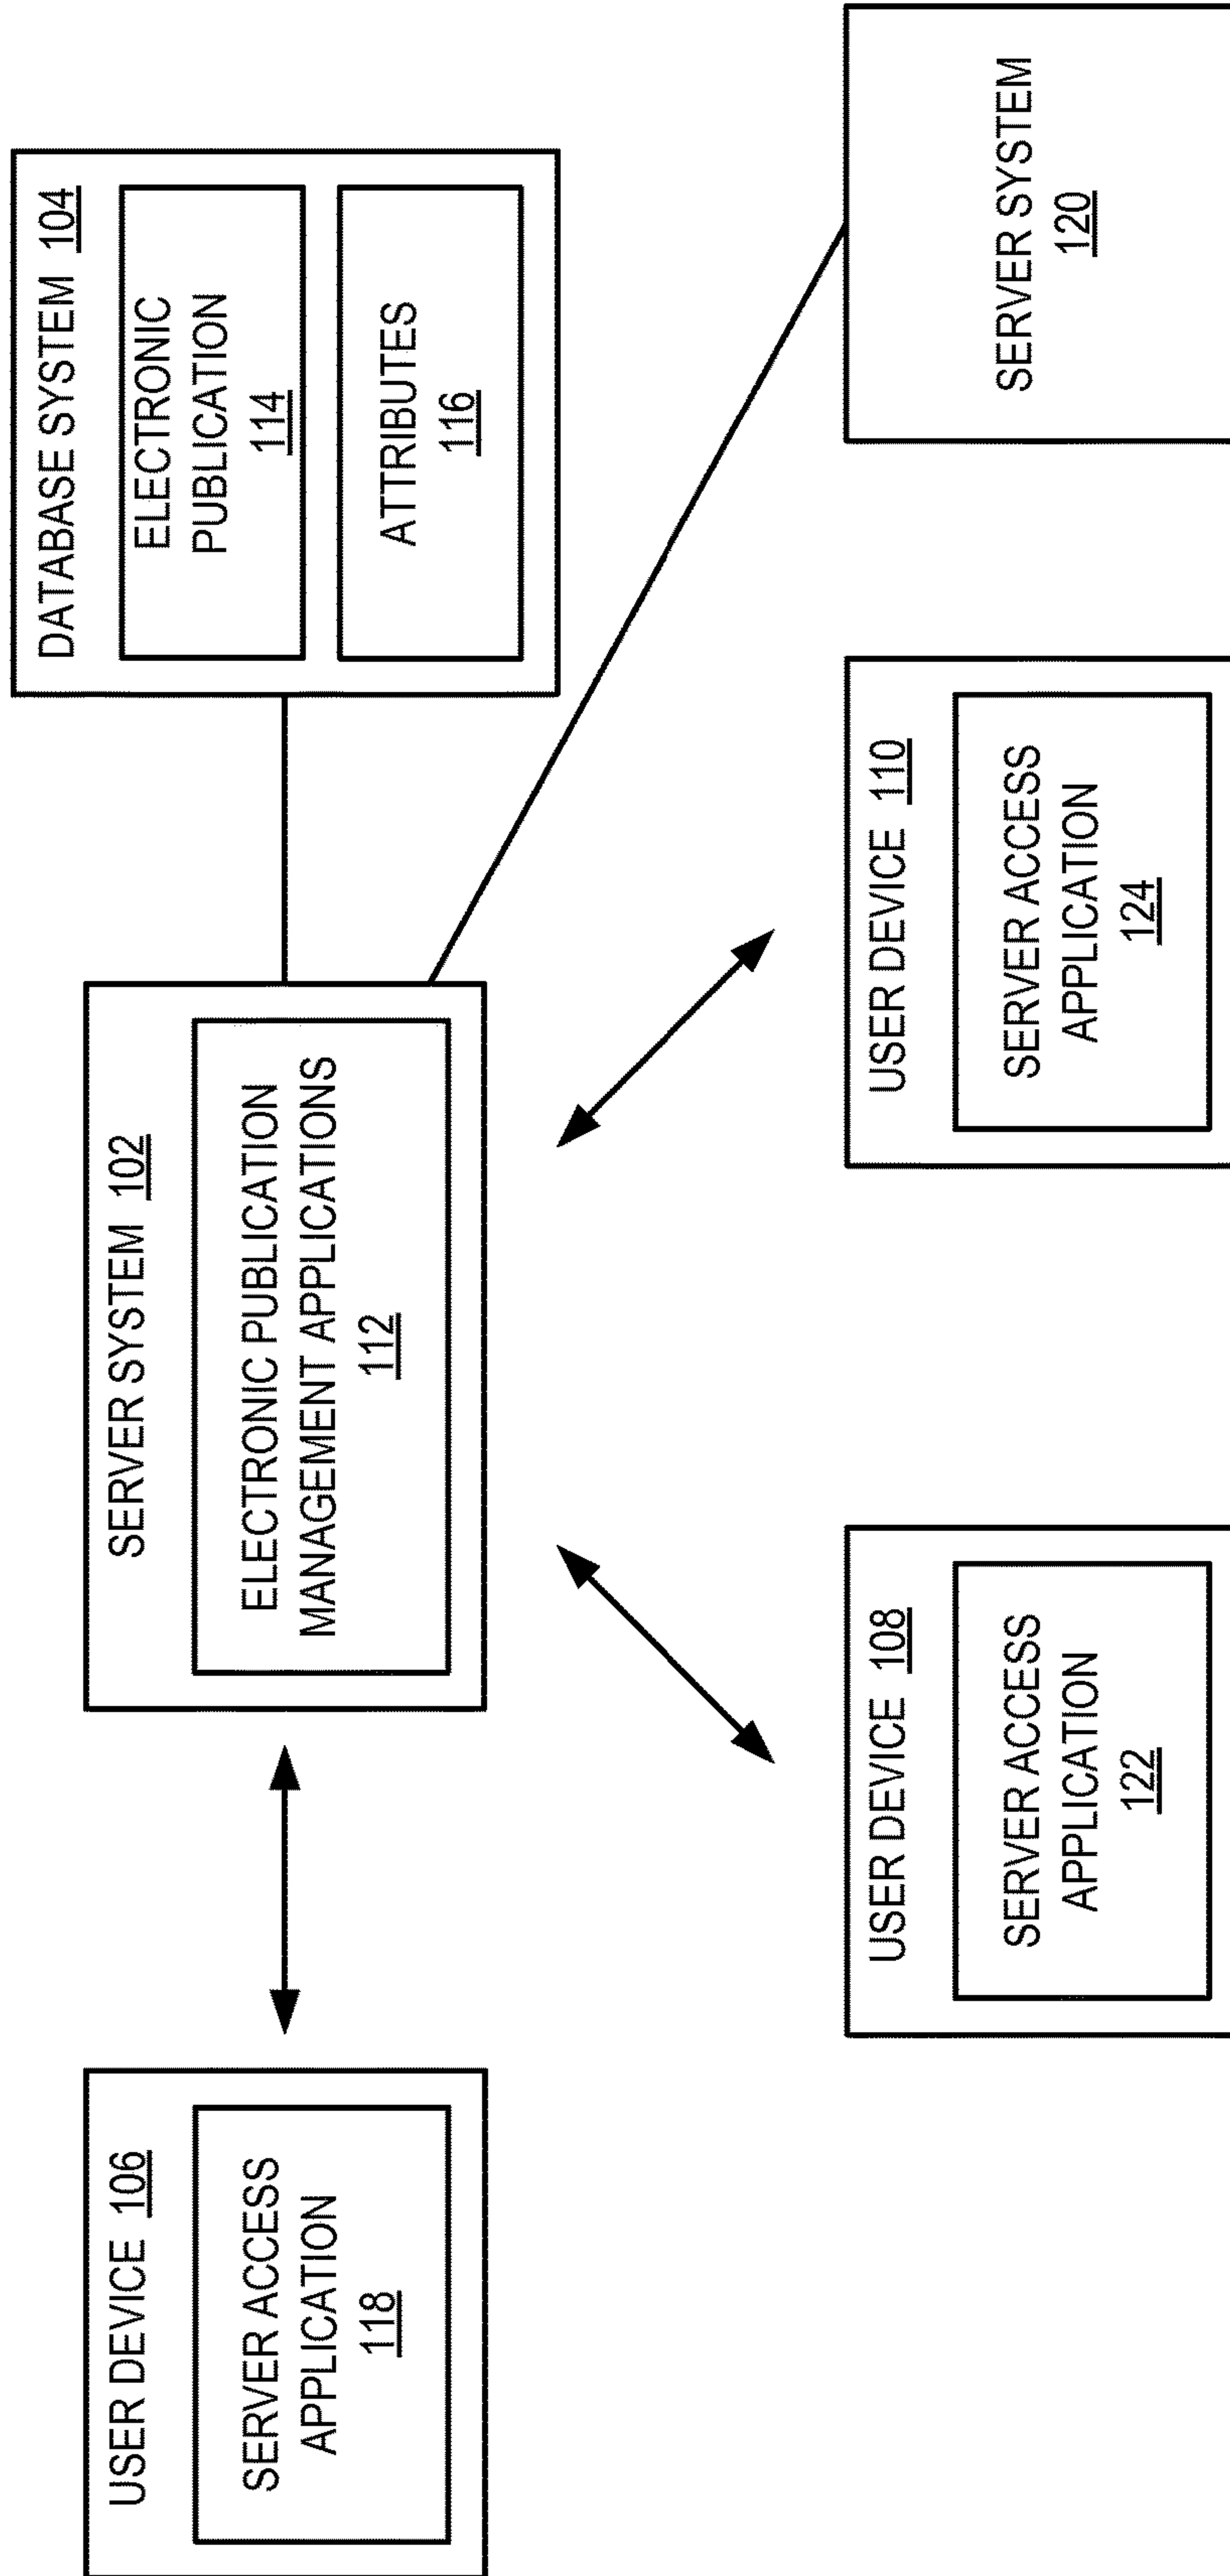 USER DEVICE 106
SERVER ACCESS
APPLICATION
118
SERVER SYSTEM 102
ELECTRONIC PUBLICATION
MANAGEMENT APPLICATIONS
112
DATABASE SYSTEM 104
ELECTRONIC
PUBLICATION
114
ATTRIBUTES
116
USER DEVICE 108
SERVER ACCESS
APPLICATION
122
USER DEVICE 110
SERVER ACCESS
APPLICATION
124
SERVER SYSTEM
120